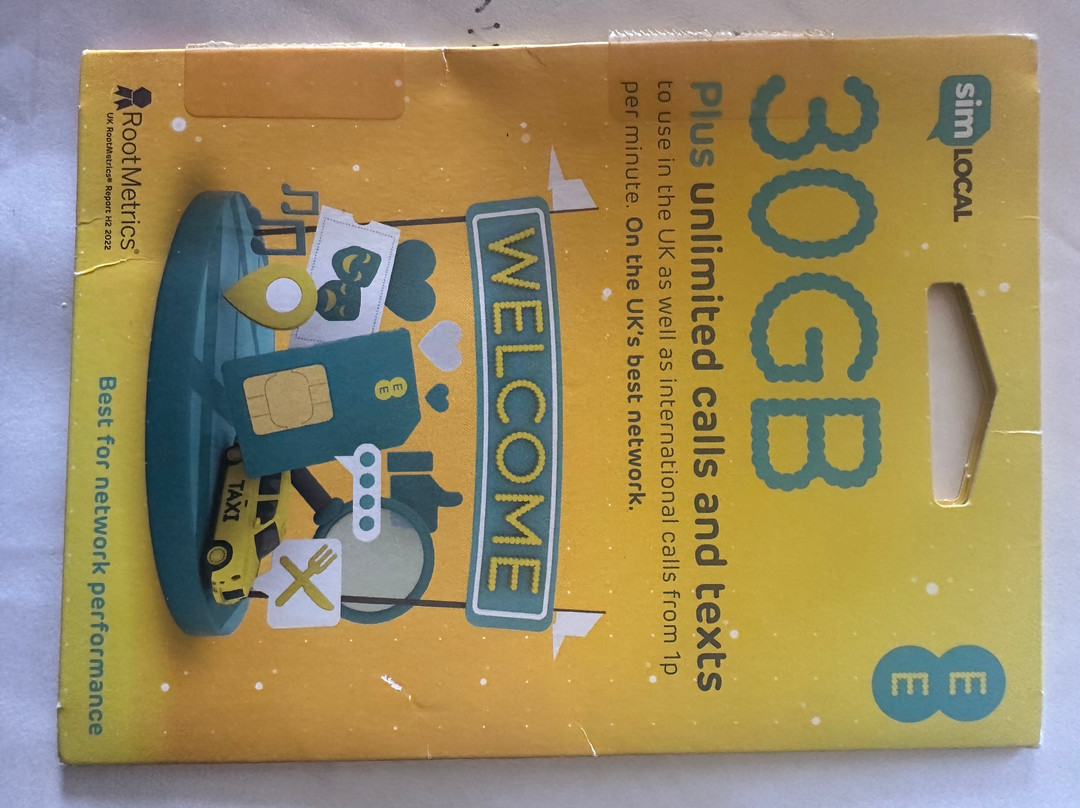 sim LOCAL
EE
30GB
Plus unlimited calls and texts
to use in the UK as well as international calls from 1p
per minute. On the UK's best network.
WELCOME
EE
TAXI
RootMetrics®
UK RootMetrics® Report H2 2022
Best for network performance